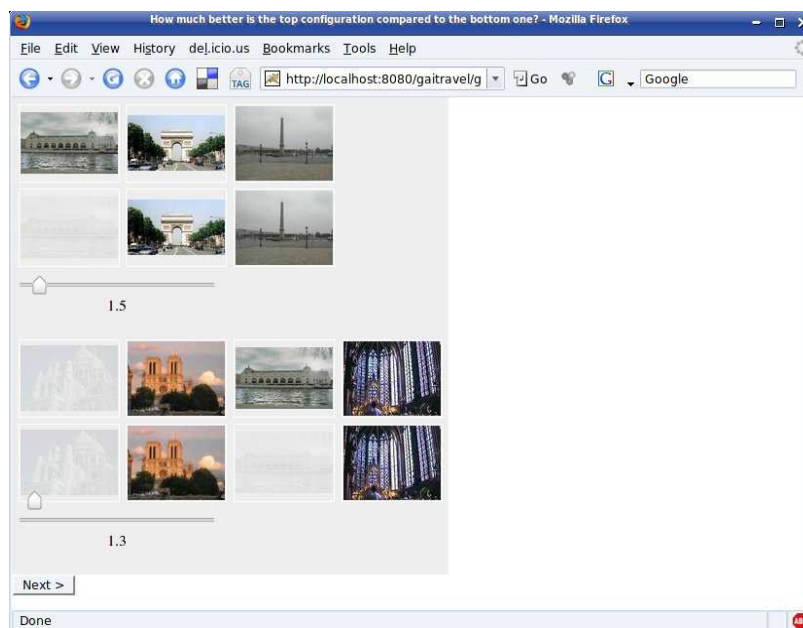 How much better is the top configuration compared to the bottom one? - Mozilla Firefox
File Edit View History del.icio.us Bookmarks Tools Help
TAG http://localhost:8080/gaitravel/g Go G Google
1.5
1.3
Next >
Done